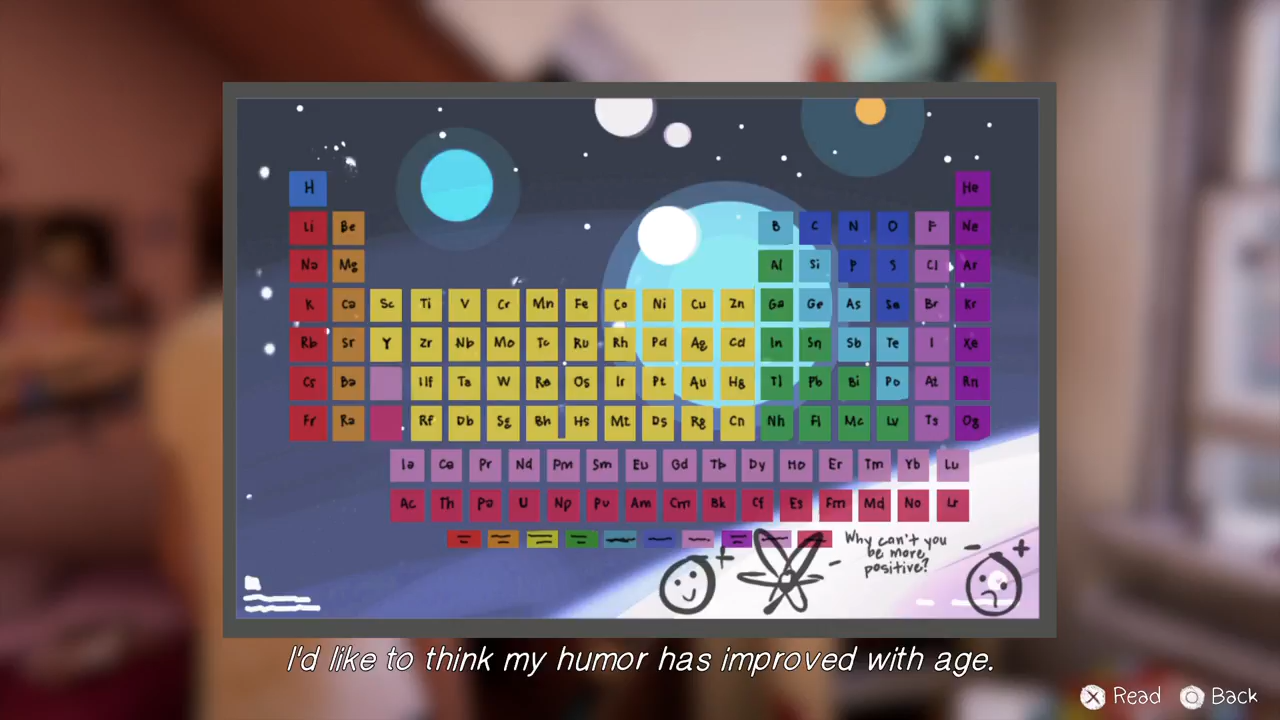 H He
Li Be B C N O F Ne
Na Mg Al Si P S Cl Ar
K Ca Sc Ti V Cr Mn Fe Co Ni Cu Zn Ga Ge As Se Br Kr
Rb Sr Y Zr Nb Mo Tc Ru Rh Pd Ag Cd In Sn Sb Te I Xe
Cs Ba Hf Ta W Re Os Ir Pt Au Hg Tl Pb Bi Po At Rn
Fr Ra Rf Db Sg Bh Hs Mt Ds Rg Cn Nh Fl Mc Lv Ts Og
la Ce Pr Nd Pm Sm Eu Gd Tb Dy Ho Er Tm Yb Lu
Ac Th Pa U Np Pu Am Cm Bk Cf Es Fm Md No Lr
Why can't you
be more
positive?
+ - - +
I'd like to think my humor has improved with age.
Read Back